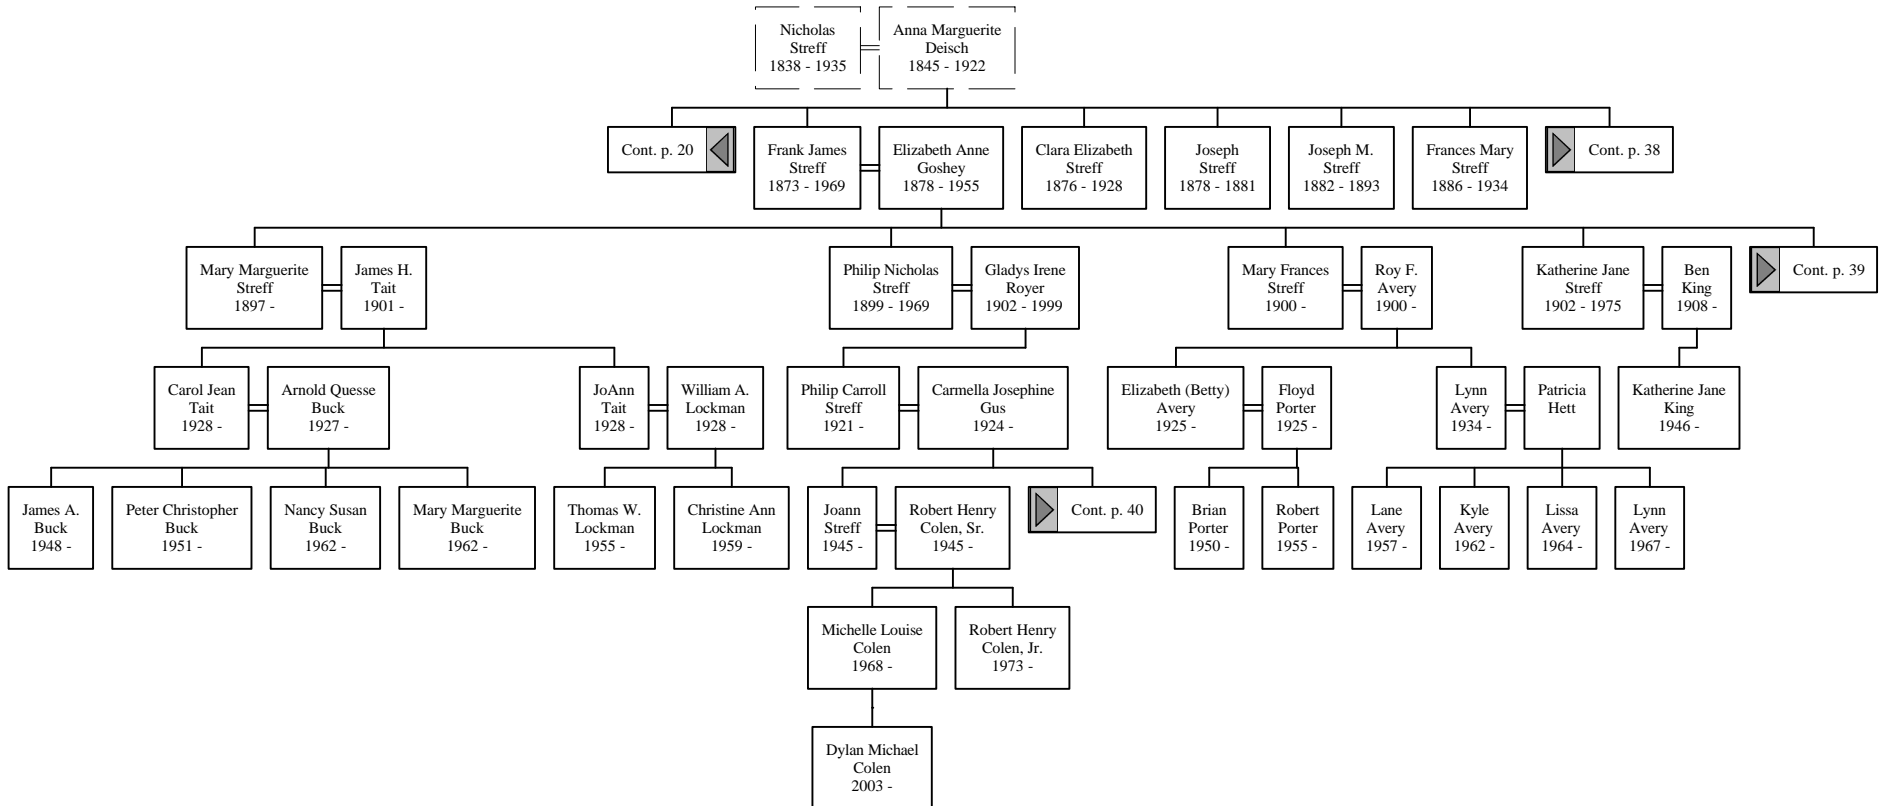 Nicholas
Streff
1838 - 1935
Anna Marguerite
Deisch
1845 - 1922
Cont. p. 20
Frank James
Streff
1873 - 1969
Elizabeth Anne
Goshey
1878 - 1955
Clara Elizabeth
Streff
1876 - 1928
Joseph
Streff
1878 - 1881
Joseph M.
Streff
1882 - 1893
Frances Mary
Streff
1886 - 1934
Cont. p. 38
Mary Marguerite
Streff
1897 -
James H.
Tait
1901 -
Philip Nicholas
Streff
1899 - 1969
Gladys Irene
Royer
1902 - 1999
Mary Frances
Streff
1900 -
Roy F.
Avery
1900 -
Katherine Jane
Streff
1902 - 1975
Ben
King
1908 -
Cont. p. 39
Carol Jean
Tait
1928 -
Arnold Quesse
Buck
1927 -
JoAnn
Tait
1928 -
William A.
Lockman
1928 -
Philip Carroll
Streff
1921 -
Carmella Josephine
Gus
1924 -
Elizabeth (Betty)
Avery
1925 -
Floyd
Porter
1925 -
Lynn
Avery
1934 -
Patricia
Hett
Katherine Jane
King
1946 -
James A.
Buck
1948 -
Peter Christopher
Buck
1951 -
Nancy Susan
Buck
1962 -
Mary Marguerite
Buck
1962 -
Thomas W.
Lockman
1955 -
Christine Ann
Lockman
1959 -
Joann
Streff
1945 -
Robert Henry
Colen, Sr.
1945 -
Cont. p. 40
Brian
Porter
1950 -
Robert
Porter
1955 -
Lane
Avery
1957 -
Kyle
Avery
1962 -
Lissa
Avery
1964 -
Lynn
Avery
1967 -
Michelle Louise
Colen
1968 -
Robert Henry
Colen, Jr.
1973 -
Dylan Michael
Colen
2003 -